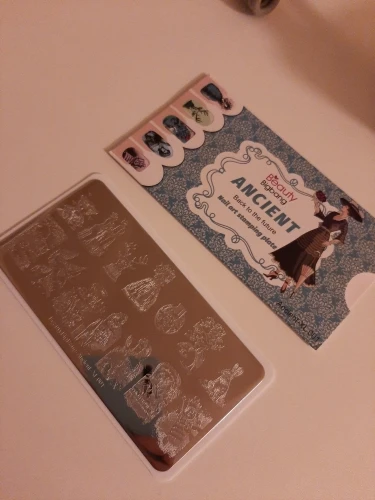 Beauty
Bigbang
ANCIENT
Back to the future
Nail art stamping plate